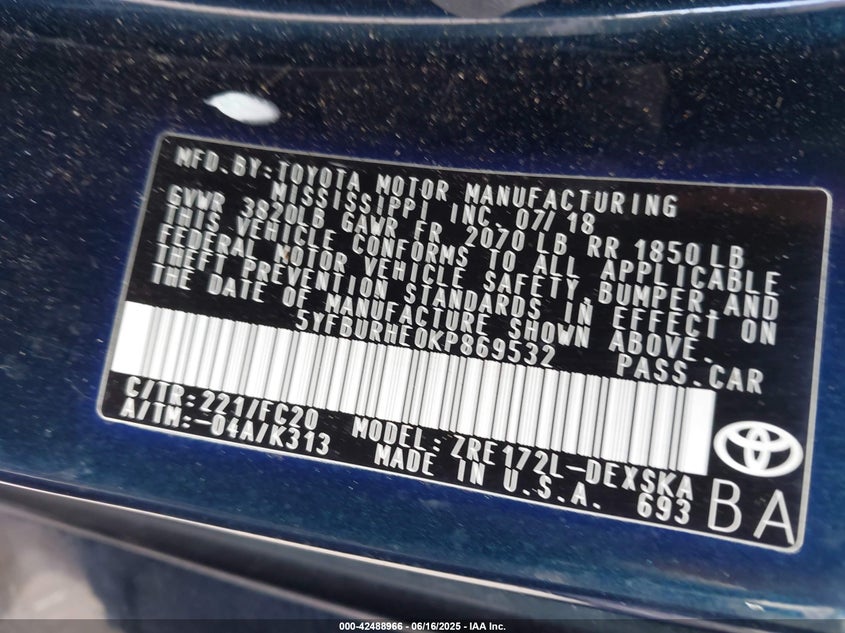 MFD.BY:TOYOTA MOTOR MANUFACTURING
MISSISSIPPI INC. 07/18
GVWR 3820LB GAWR FR 2070 LB RR 1850 LB
THIS VEHICLE CONFORMS TO ALL APPLICABLE
FEDERAL MOTOR VEHICLE SAFETY,BUMPER,AND
THEFT PREVENTION STANDARDS IN EFFECT ON
THE DATE OF MANUFACTURE SHOWN ABOVE.
5YFBURHE0KP869532 PASS.CAR
C/TR:221/FC20 MODEL:ZRE172L-DEXSKA
A/TM:-04A/K313 MADE IN U.S.A. 693
BA
000-42488966 - 06/16/2025 - IAA Inc.